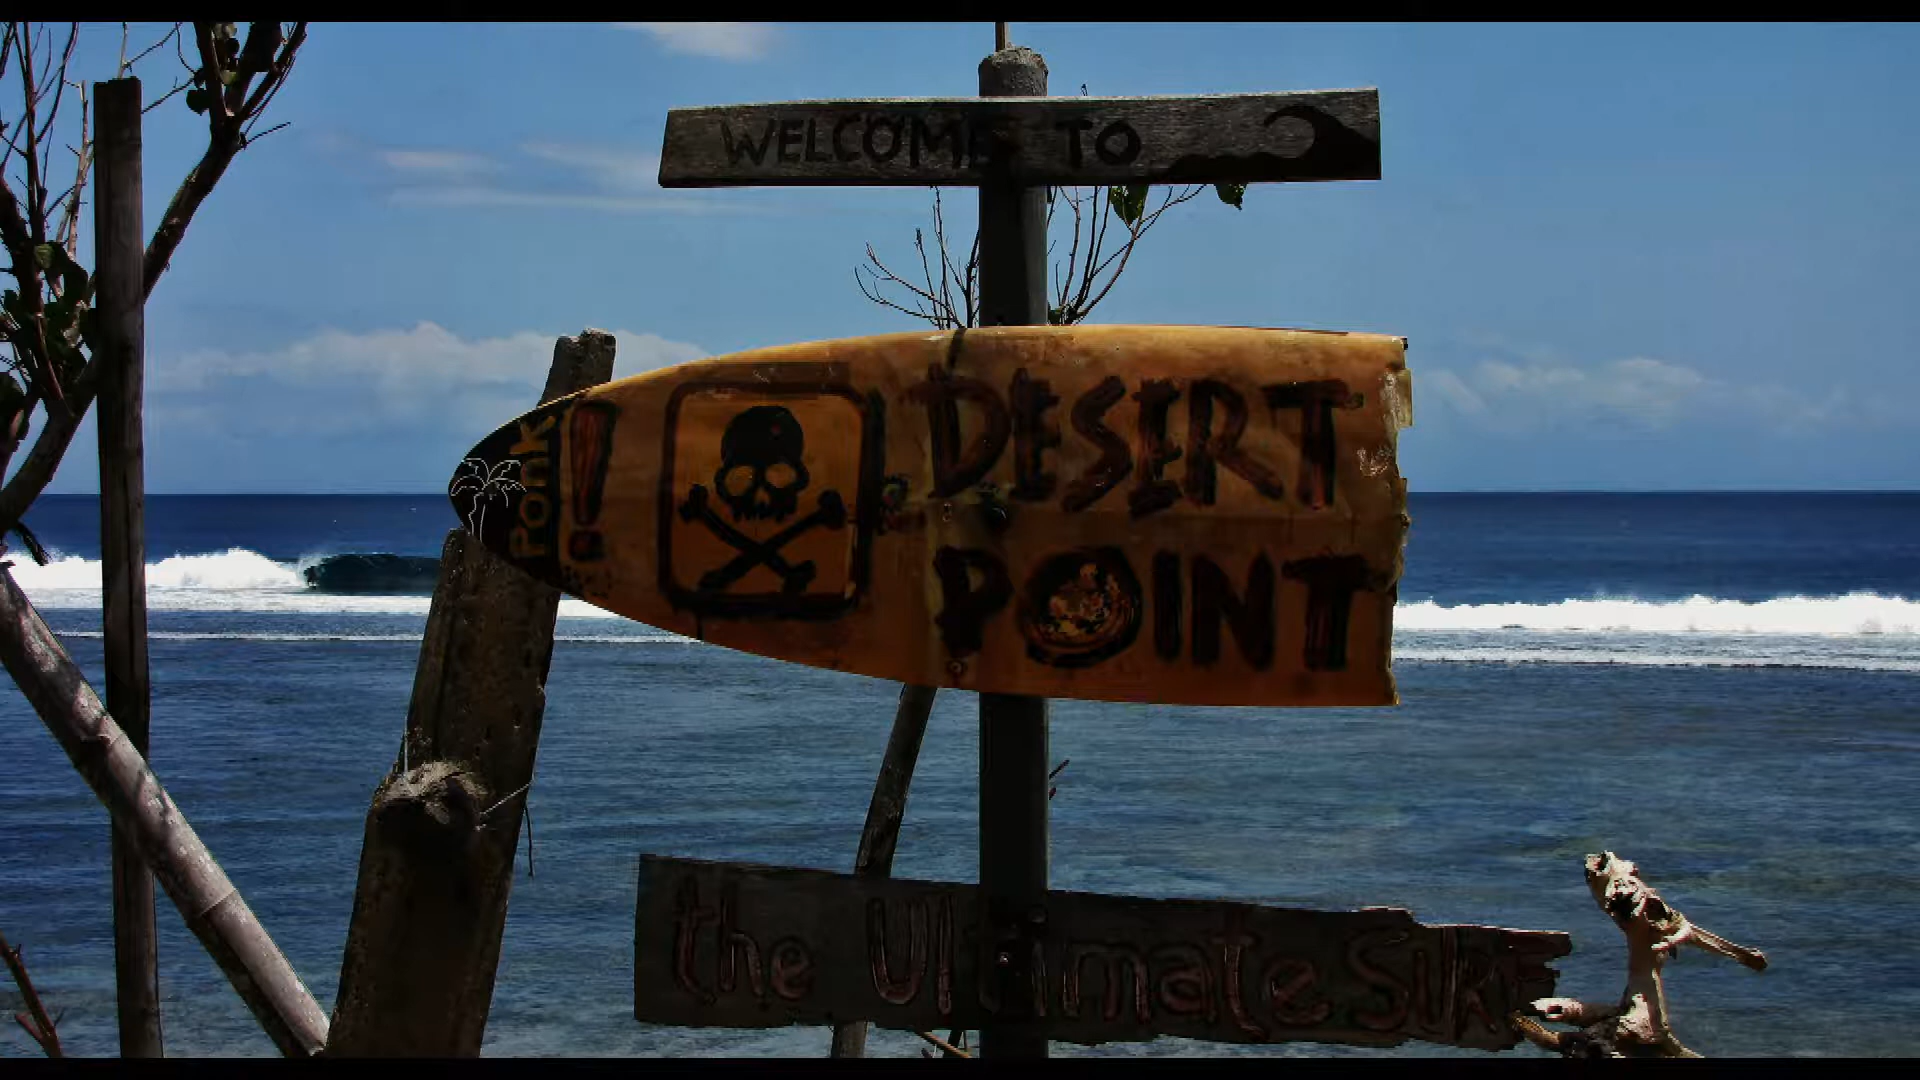 WELCOME TO
Ponk
! DESERT
POINT
the Ultimate SURF